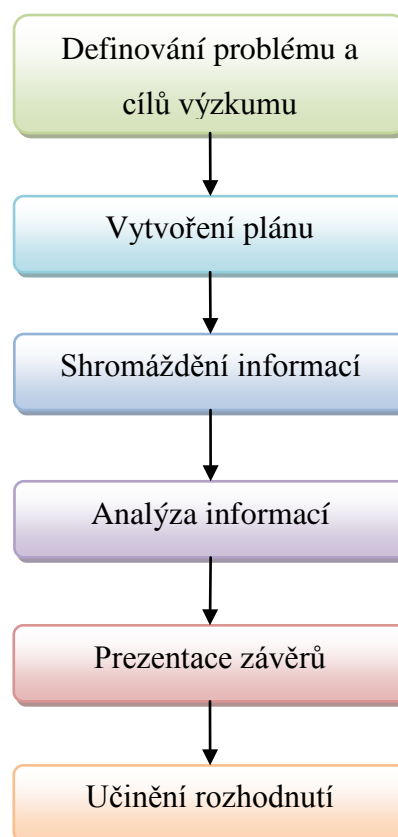 Definování problému a
cílů výzkumu
Vytvoření plánu
Shromáždění informací
Analýza informací
Prezentace závěrů
Učinění rozhodnutí